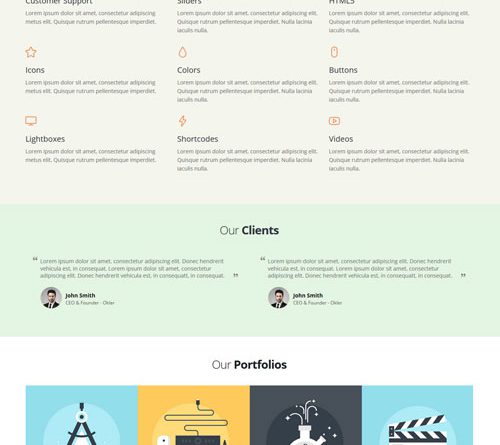 Customer Support
Sliders
HTML5
Lorem ipsum dolor sit amet, consectetur adipiscing
metus elit. Quisque rutrum pellentesque imperdiet.
Lorem ipsum dolor sit amet, consectetur adipiscing elit.
Quisque rutrum pellentesque imperdiet. Nulla lacinia
iaculis nulla.
Lorem ipsum dolor sit amet, consectetur adipiscing elit.
Quisque rutrum pellentesque imperdiet. Nulla lacinia
iaculis nulla.
Icons
Lorem ipsum dolor sit amet, consectetur adipiscing
metus elit. Quisque rutrum pellentesque imperdiet.
Colors
Lorem ipsum dolor sit amet, consectetur adipiscing elit.
Quisque rutrum pellentesque imperdiet. Nulla lacinia
iaculis nulla.
Buttons
Lorem ipsum dolor sit amet, consectetur adipiscing elit.
Quisque rutrum pellentesque imperdiet. Nulla lacinia
iaculis nulla.
Lightboxes
Lorem ipsum dolor sit amet, consectetur adipiscing
metus elit. Quisque rutrum pellentesque imperdiet.
Shortcodes
Lorem ipsum dolor sit amet, consectetur adipiscing elit.
Quisque rutrum pellentesque imperdiet. Nulla lacinia
iaculis nulla.
Videos
Lorem ipsum dolor sit amet, consectetur adipiscing elit.
Quisque rutrum pellentesque imperdiet. Nulla lacinia
iaculis nulla.
Our Clients
“ Lorem ipsum dolor sit amet, consectetur adipiscing elit. Donec hendrerit
vehicula est, in consequat. Lorem ipsum dolor sit amet, consectetur
adipiscing elit. Donec hendrerit vehicula est, in consequatt, in consequat. ”
John Smith
CEO & Founder - Okler
“ Lorem ipsum dolor sit amet, consectetur adipiscing elit. Donec hendrerit
vehicula est, in consequat. Lorem ipsum dolor sit amet, consectetur
adipiscing elit. Donec hendrerit vehicula est, in consequatt, in consequat. ”
John Smith
CEO & Founder - Okler
Our Portfolios